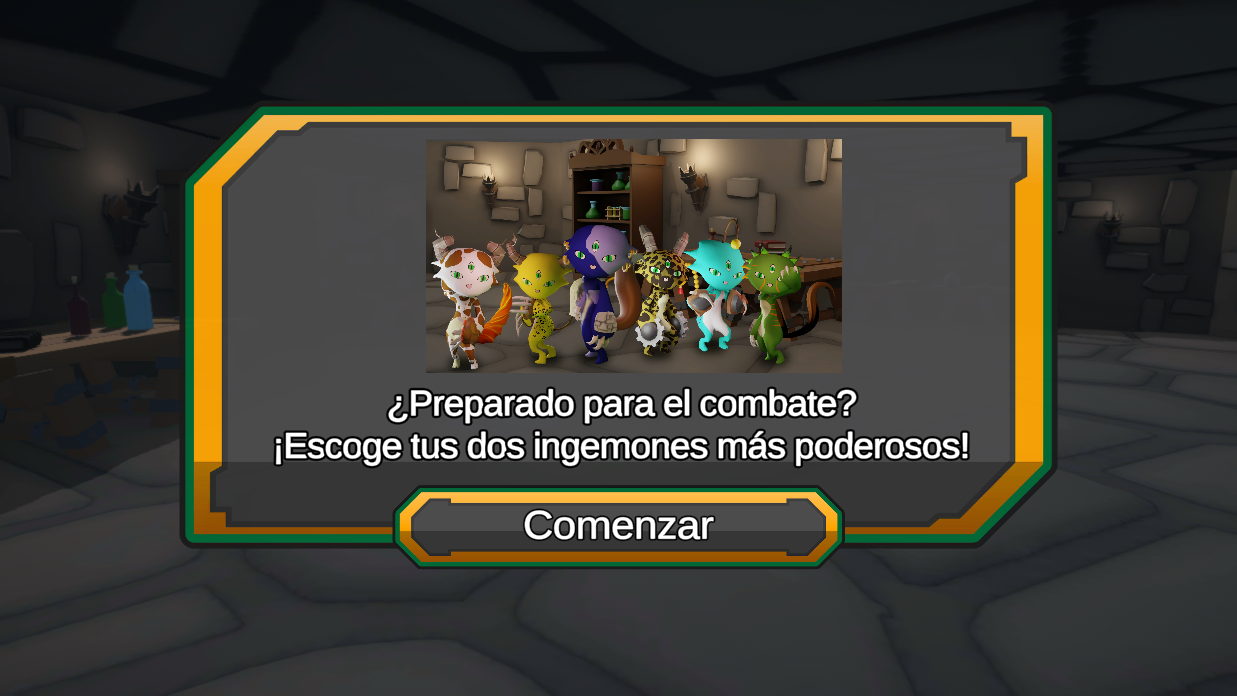 ¿Preparado para el combate?
¡Escoge tus dos ingemones más poderosos!
Comenzar